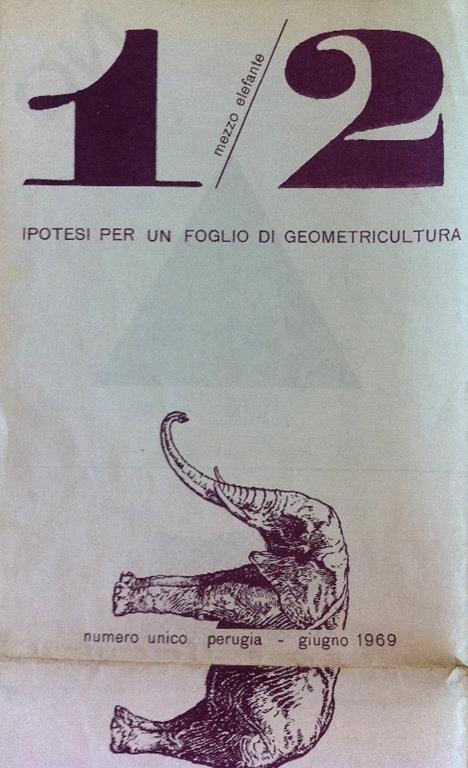 1/2
mezzo elefante
IPOTESI PER UN FOGLIO DI GEOMETRICULTURA
numero unico perugia - giugno 1969